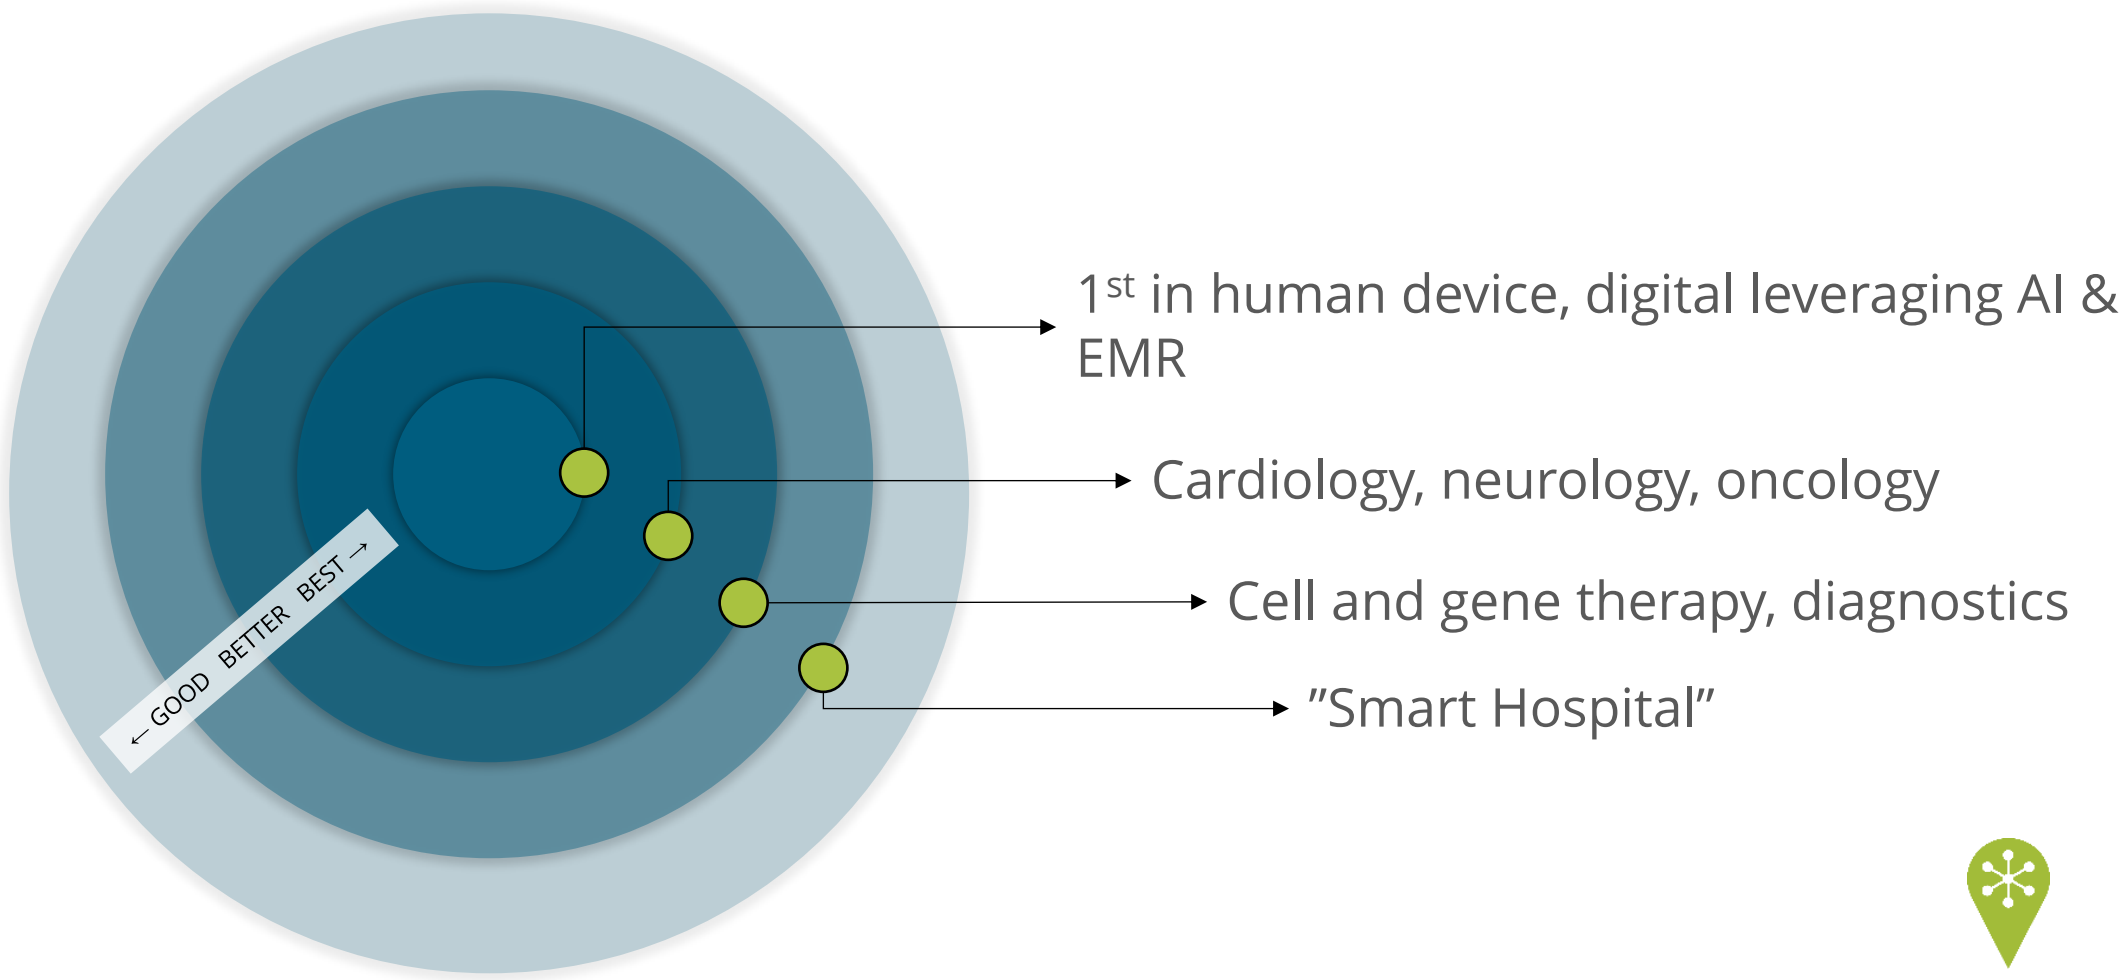 1st in human device, digital leveraging AI &
EMR
Cardiology, neurology, oncology
Cell and gene therapy, diagnostics
”Smart Hospital”
← GOOD BETTER BEST →